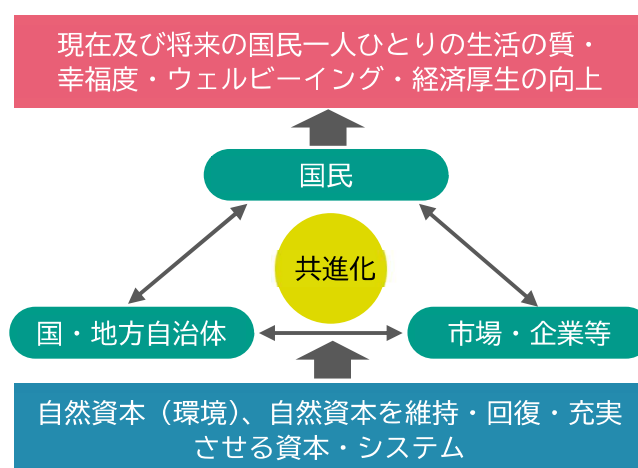 現在及び将来の国民一人ひとりの生活の質・
幸福度・ウェルビーイング・経済厚生の向上
国民
共進化
国・地方自治体
市場・企業等
自然資本（環境）、自然資本を維持・回復・充実
させる資本・システム